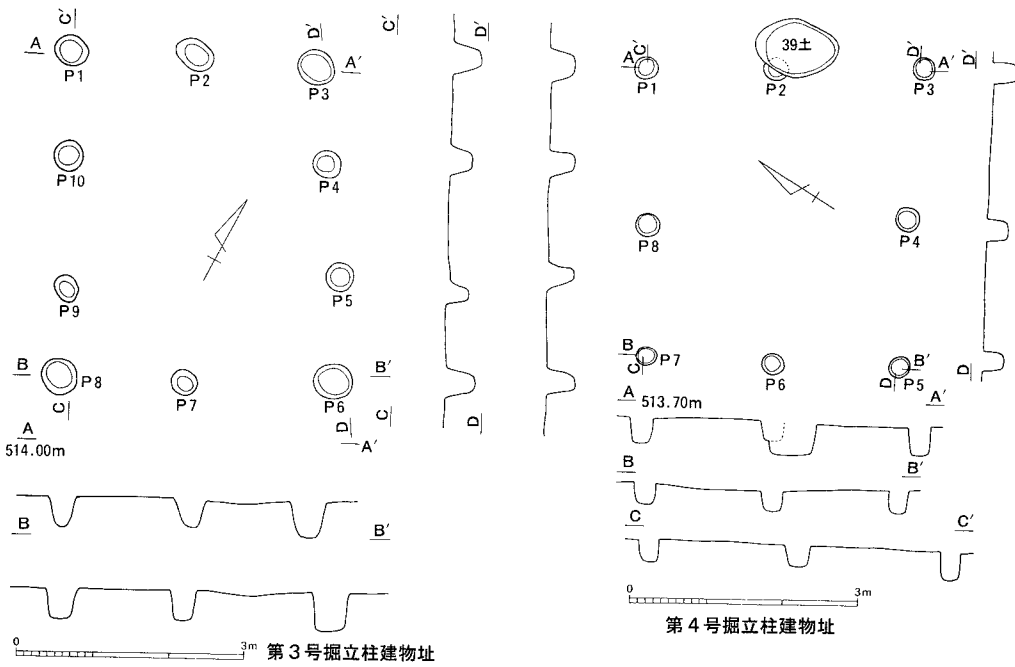 C′
D′
C′
D′
A
P1
P2
P3
A′
P10
P4
P9
P5
B
P8
C
P7
P6
B′
D
C
D
A
514.00m
A′
B
B′
0
3m
第3号掘立柱建物址
39土
A
C′
P1
P2
D′
A′
P3
D′
P8
P4
B
C
P7
P6
B′
D
P5
D
A
513.70m
A′
B
B′
C
C′
0
3m
第4号掘立柱建物址